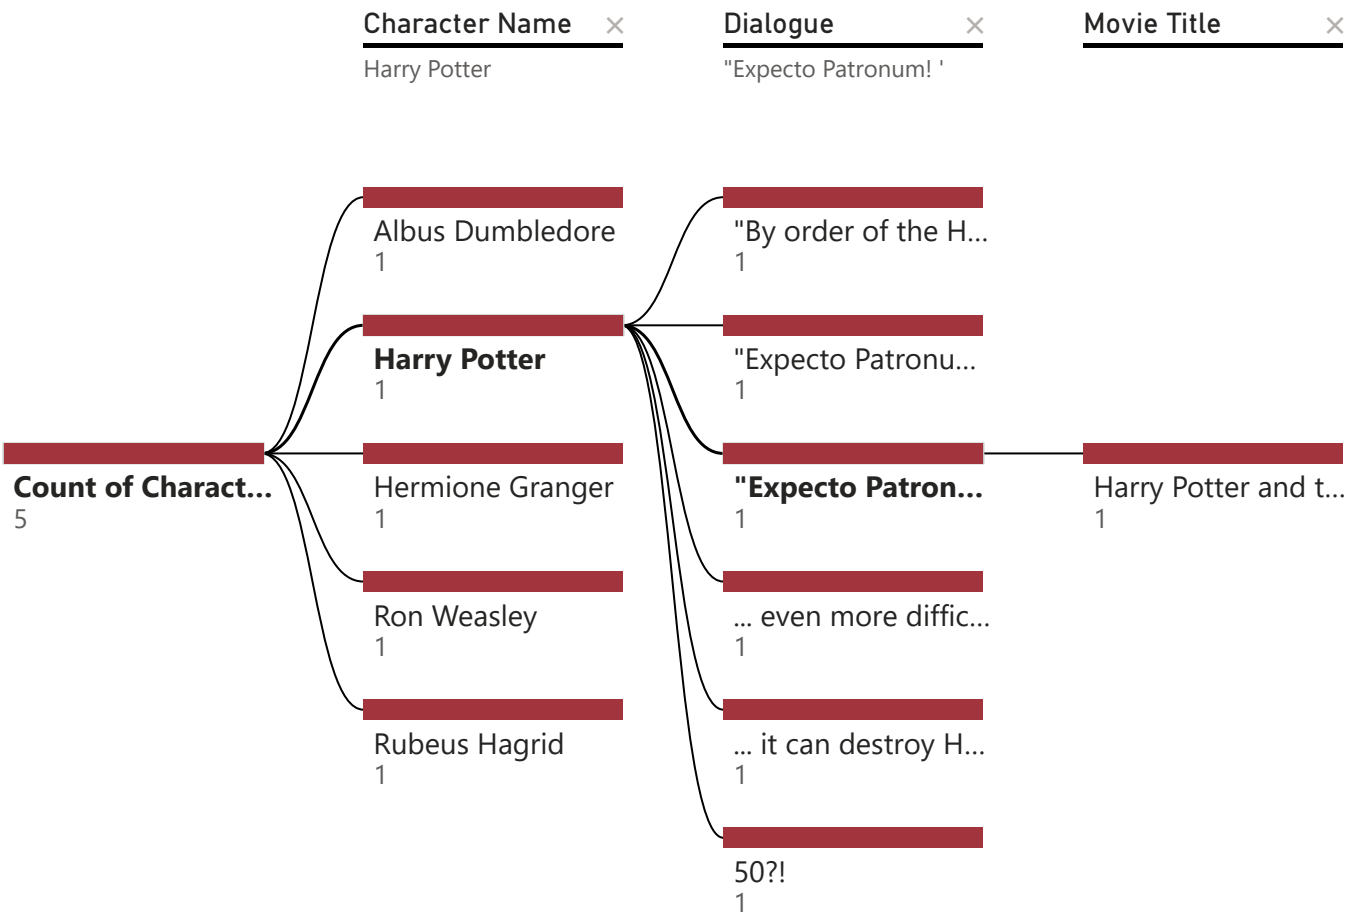 Character Name ×
Harry Potter
Dialogue ×
"Expecto Patronum! '
Movie Title ×
Count of Charact...
5
Albus Dumbledore
1
Harry Potter
1
Hermione Granger
1
Ron Weasley
1
Rubeus Hagrid
1
"By order of the H...
1
"Expecto Patronu...
1
"Expecto Patron...
1
... even more diffic...
1
... it can destroy H...
1
50?!
1
Harry Potter and t...
1